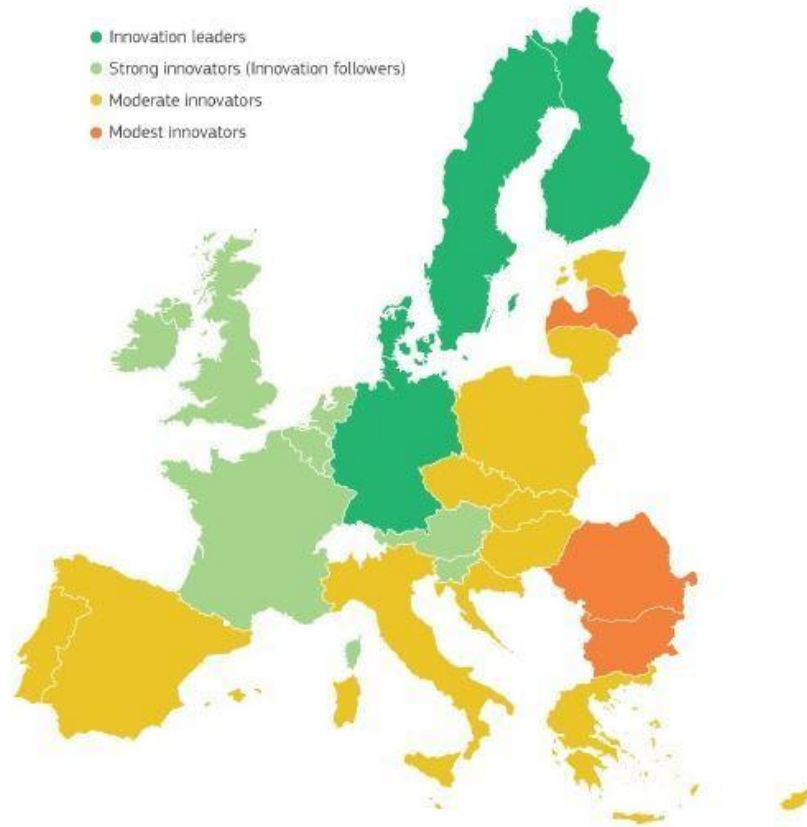 Innovation leaders
Strong innovators (Innovation followers)
Moderate innovators
Modest innovators